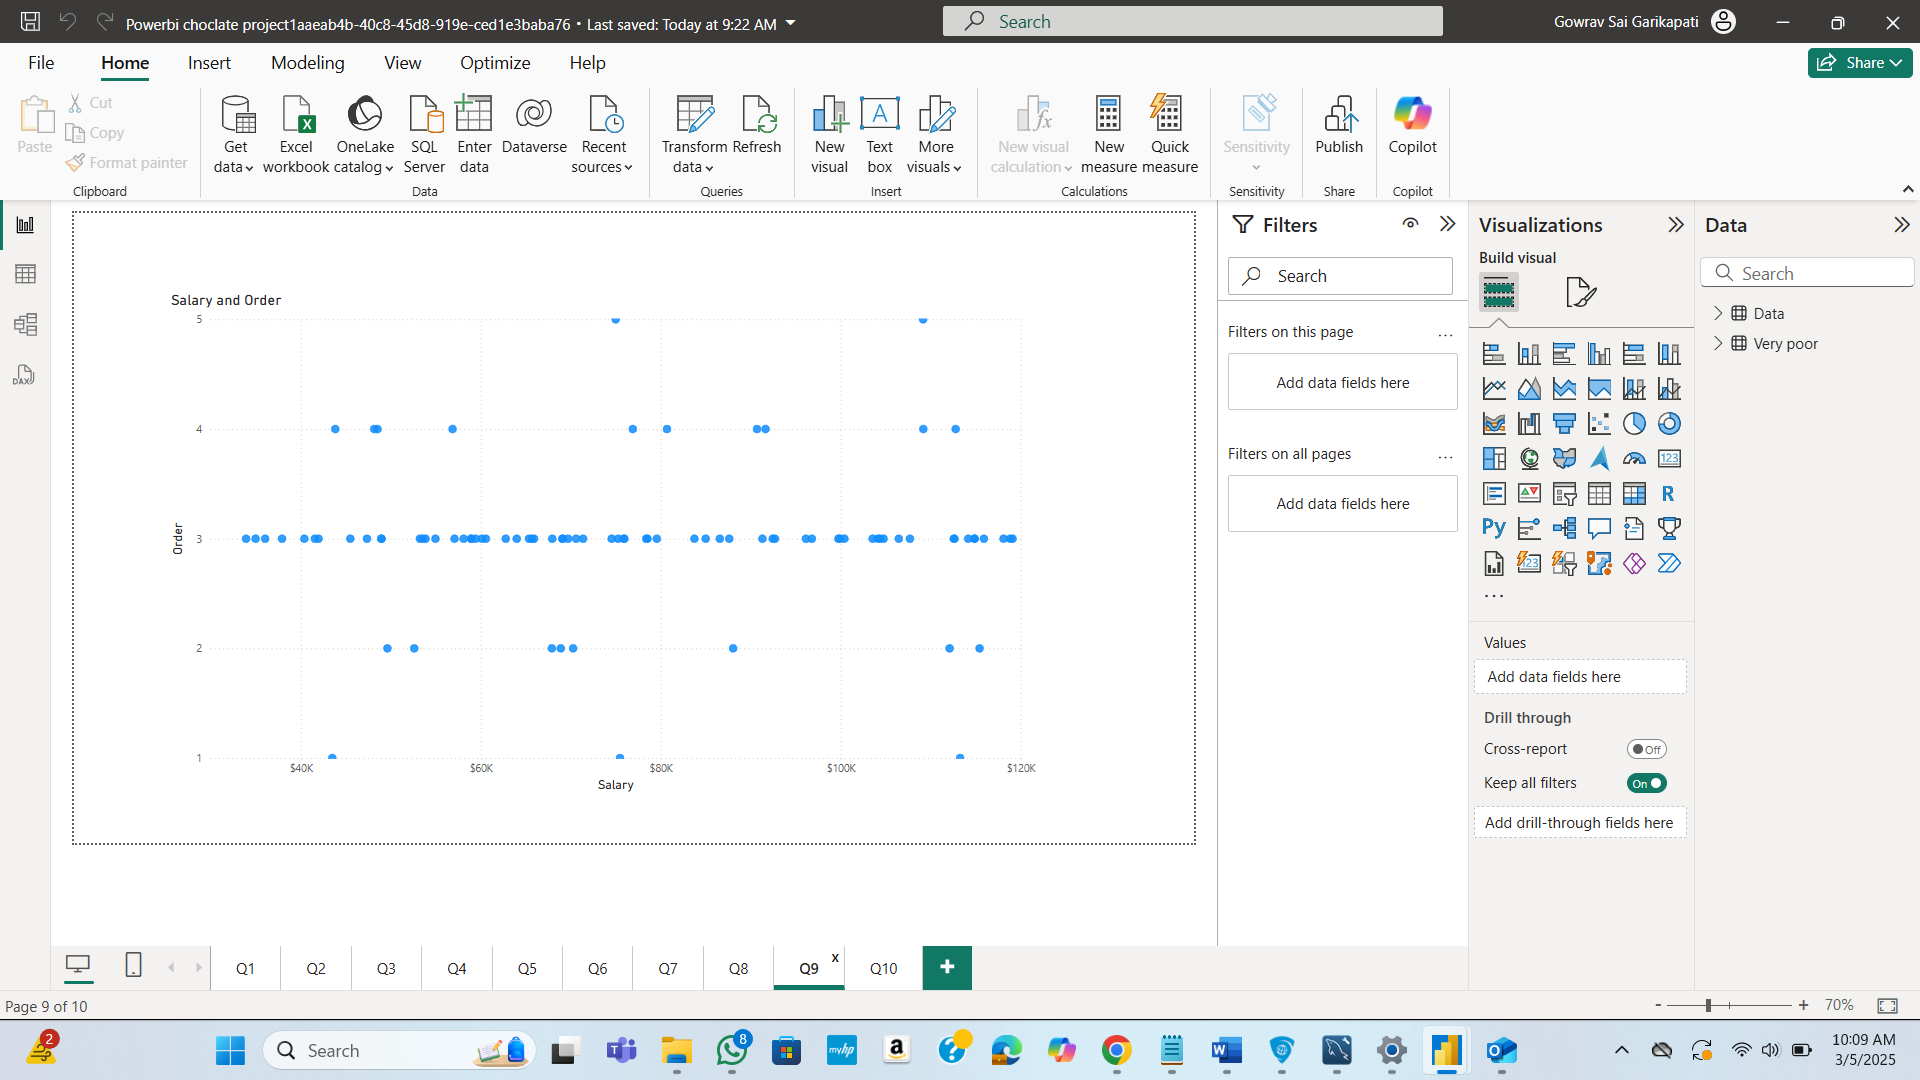 Powerbi choclate project1aaeab4b-40c8-45d8-919e-ced1e3baba76 • Last saved: Today at 9:22 AM
Search
Gowrav Sai Garikapati
File Home Insert Modeling View Optimize Help
Share
Paste
Cut
Copy
Format painter
Clipboard
Get data
Excel workbook
OneLake catalog
SQL Server
Enter data
Dataverse
Recent sources
Data
Transform data
Refresh
Queries
New visual
Text box
More visuals
Insert
New visual calculation
New measure
Quick measure
Calculations
Sensitivity
Sensitivity
Publish
Share
Copilot
Copilot
DAX
Salary and Order
5
4
3
2
1
Order
$40K $60K $80K $100K $120K
Salary
Filters
Search
Filters on this page
...
Add data fields here
Filters on all pages
...
Add data fields here
Visualizations
Build visual
123
R
Py
123
...
Values
Add data fields here
Drill through
Cross-report
Off
Keep all filters
On
Add drill-through fields here
Data
Search
Data
Very poor
Q1 Q2 Q3 Q4 Q5 Q6 Q7 Q8 Q9 x Q10 +
Page 9 of 10
- + 70%
2
Search
8
myhp
a
W
10:09 AM
3/5/2025